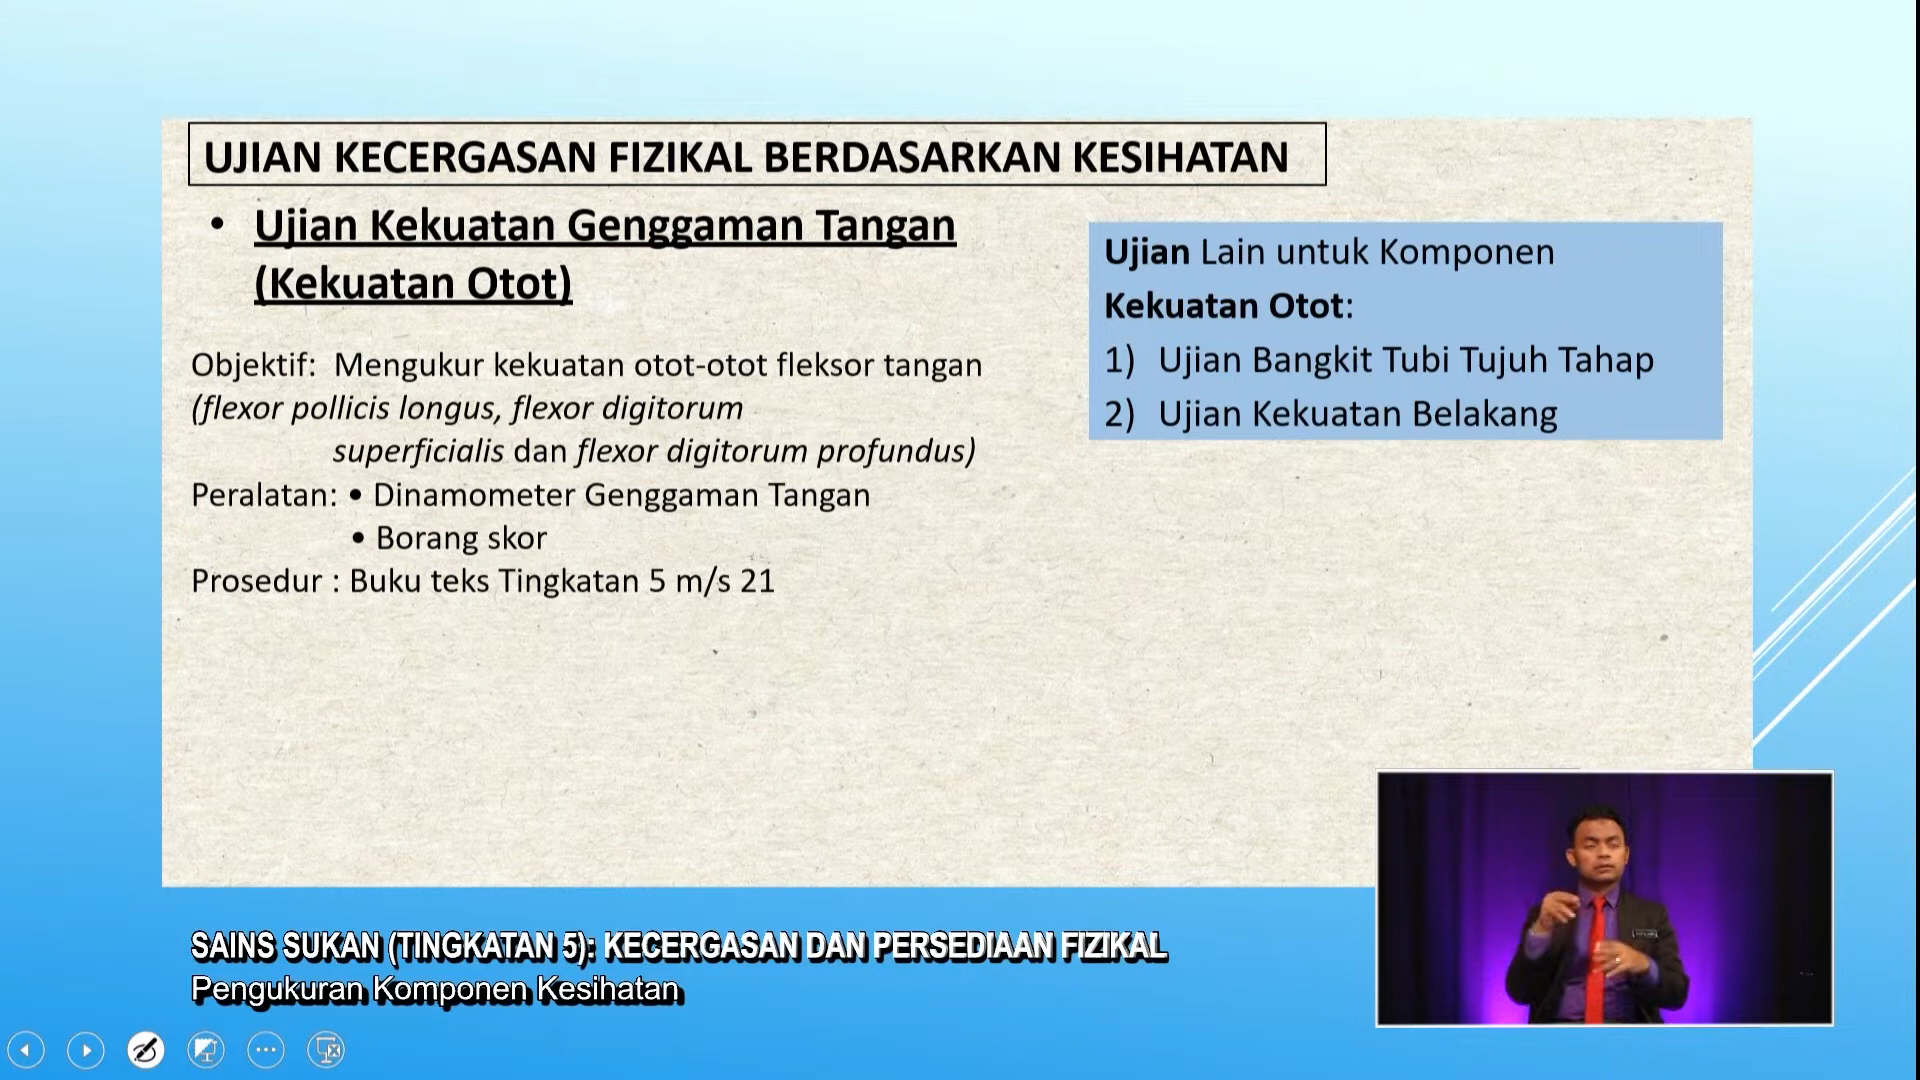 UJIAN KECERGASAN FIZIKAL BERDASARKAN KESIHATAN
• Ujian Kekuatan Genggaman Tangan
(Kekuatan Otot)
Objektif: Mengukur kekuatan otot-otot fleksor tangan
(flexor pollicis longus, flexor digitorum
superficialis dan flexor digitorum profundus)
Peralatan: • Dinamometer Genggaman Tangan
• Borang skor
Prosedur : Buku teks Tingkatan 5 m/s 21
Ujian Lain untuk Komponen
Kekuatan Otot:
1) Ujian Bangkit Tubi Tujuh Tahap
2) Ujian Kekuatan Belakang
SAINS SUKAN (TINGKATAN 5): KECERGASAN DAN PERSEDIAAN FIZIKAL
Pengukuran Komponen Kesihatan